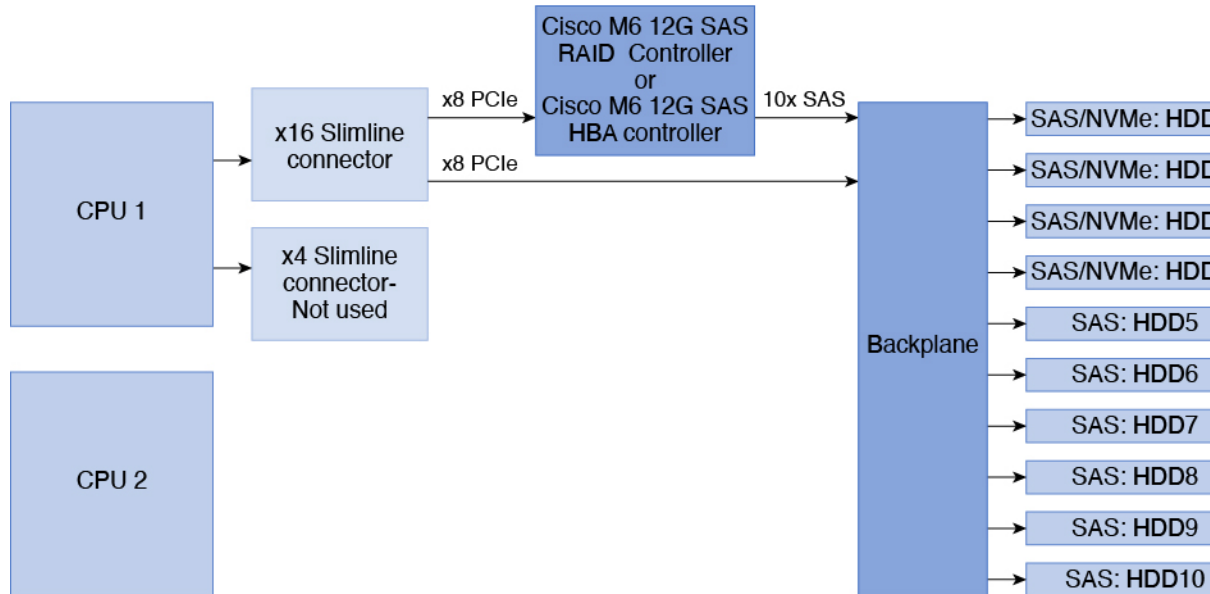 Cisco M6 12G SAS
RAID Controller
or
Cisco M6 12G SAS
HBA controller
x8 PCIe
10x SAS
x16 Slimline
connector
x8 PCIe
CPU 1
x4 Slimline
connector-
Not used
CPU 2
Backplane
SAS/NVMe: HDD
SAS/NVMe: HDD
SAS/NVMe: HDD
SAS/NVMe: HDD
SAS: HDD5
SAS: HDD6
SAS: HDD7
SAS: HDD8
SAS: HDD9
SAS: HDD10